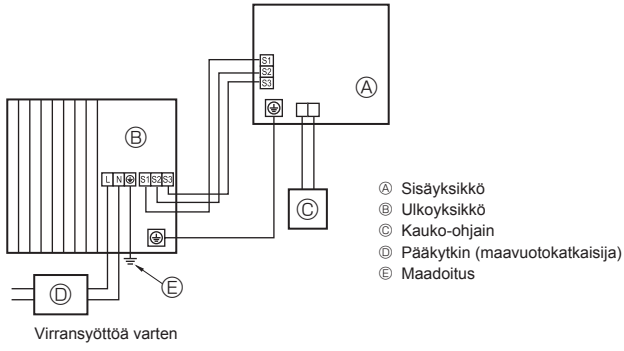 S1
S2
S3
Ⓐ
Ⓑ
L N S1 S2 S3
Ⓒ
Ⓓ
Ⓔ
Virransyöttöä varten
Ⓐ Sisäyksikkö
Ⓑ Ulkoyksikkö
Ⓒ Kauko-ohjain
Ⓓ Pääkytkin (maavuotokatkaisija)
Ⓔ Maadoitus